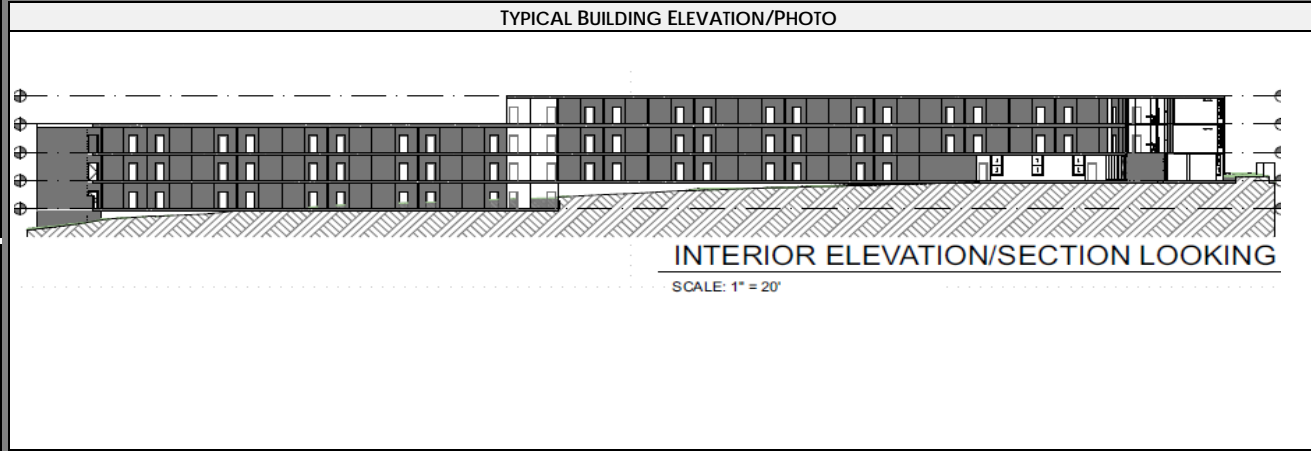 TYPICAL BUILDING ELEVATION/PHOTO
INTERIOR ELEVATION/SECTION LOOKING
SCALE: 1" = 20'